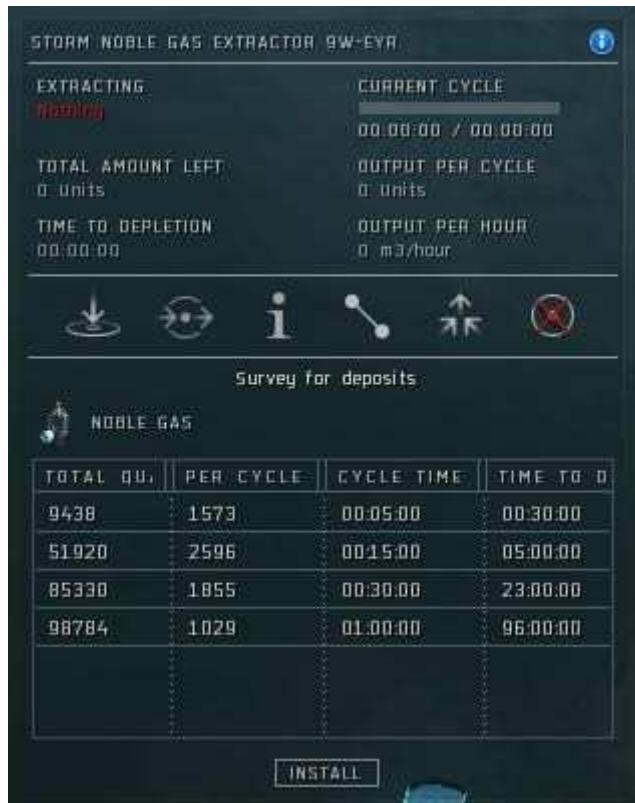 STORM NOBLE GAS EXTRACTOR 9W-EYR
EXTRACTING
Nothing
CURRENT CYCLE
00:00:00 / 00:00:00
TOTAL AMOUNT LEFT
0 Units
OUTPUT PER CYCLE
0 Units
TIME TO DEPLETION
00:00:00
OUTPUT PER HOUR
0 m3/hour
Survey for deposits
NOBLE GAS
TOTAL QU. PER CYCLE CYCLE TIME TIME TO D
9438 1573 00:05:00 00:30:00
51920 2596 00:15:00 05:00:00
85330 1855 00:30:00 23:00:00
98784 1029 01:00:00 96:00:00
INSTALL